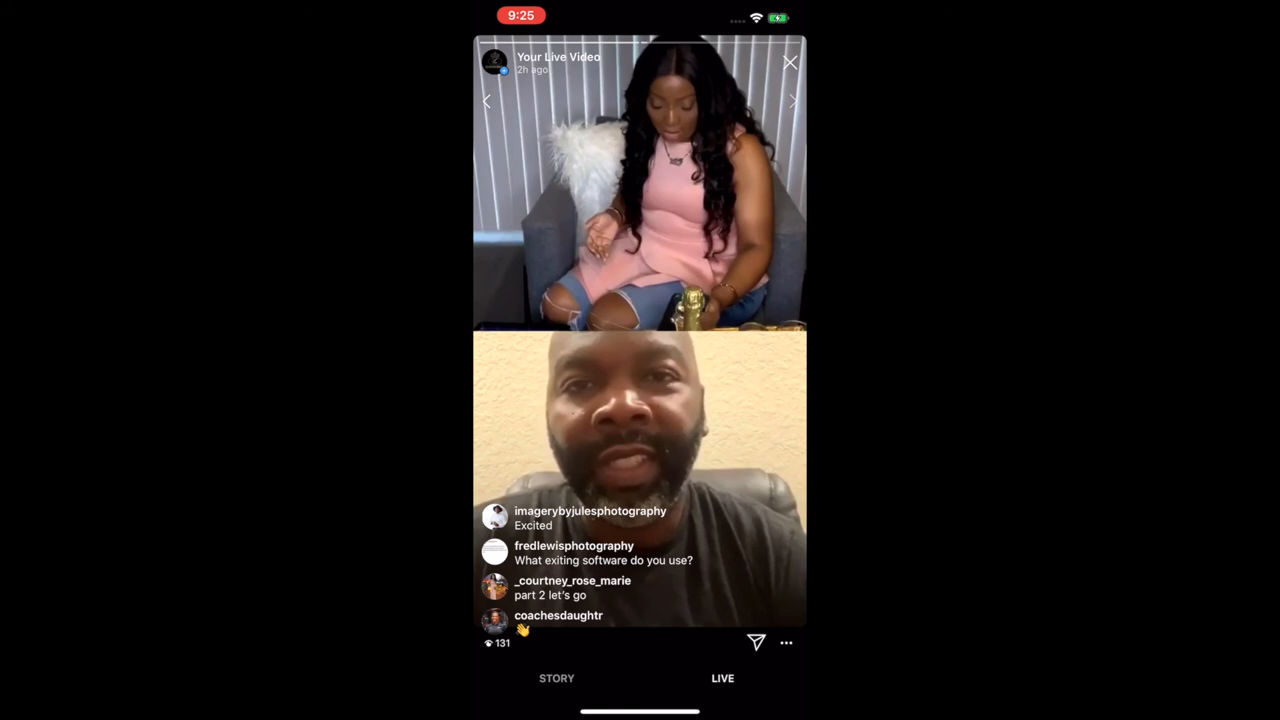 9:25
Your Live Video
2h ago
imagerybyjulesphotography
Excited
fredlewisphotography
What exiting software do you use?
_courtney_rose_marie
part 2 let's go
coachesdaughtr
👋
131
STORY
LIVE